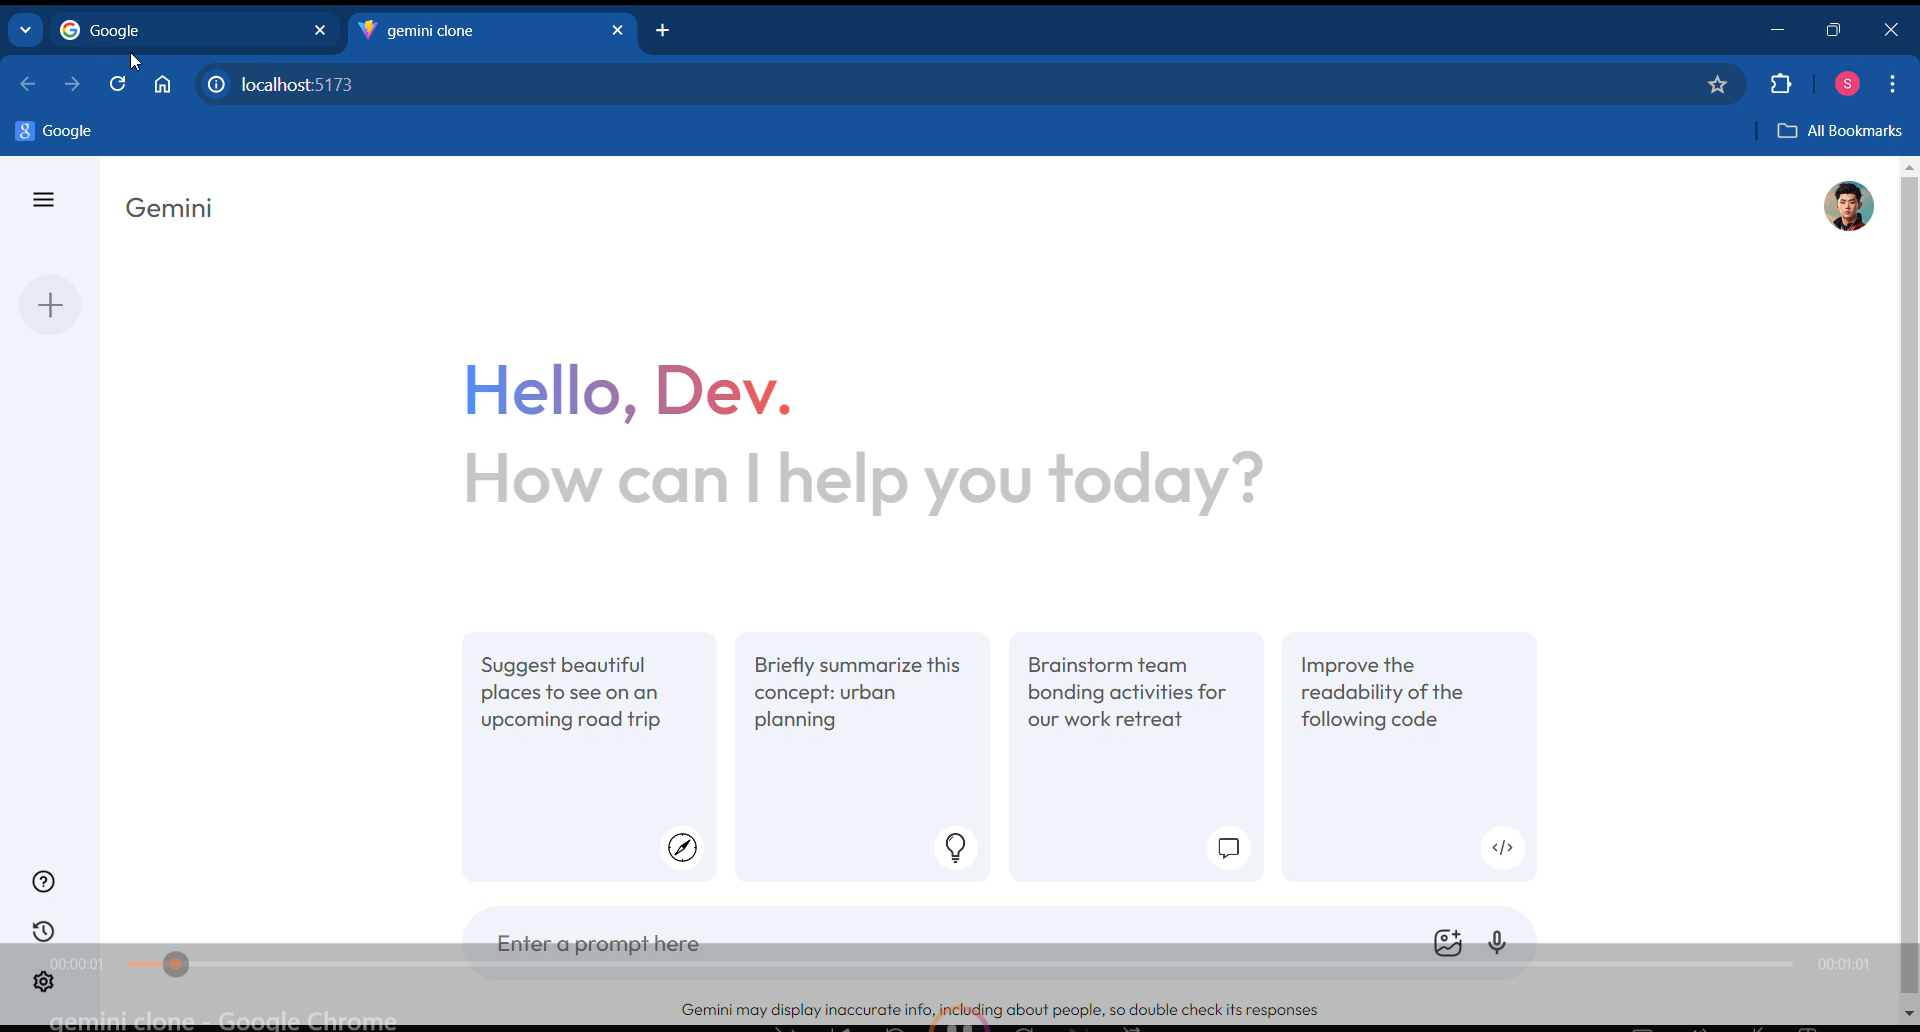 Google
gemini clone
localhost:5173
S
Google
All Bookmarks
Gemini
Hello, Dev.
How can I help you today?
Suggest beautiful
places to see on an
upcoming road trip
Briefly summarize this
concept: urban
planning
Brainstorm team
bonding activities for
our work retreat
Improve the
readability of the
following code
Enter a prompt here
00:00:01
00:01:01
Gemini may display inaccurate info, including about people, so double check its responses
gemini clone - Google Chrome